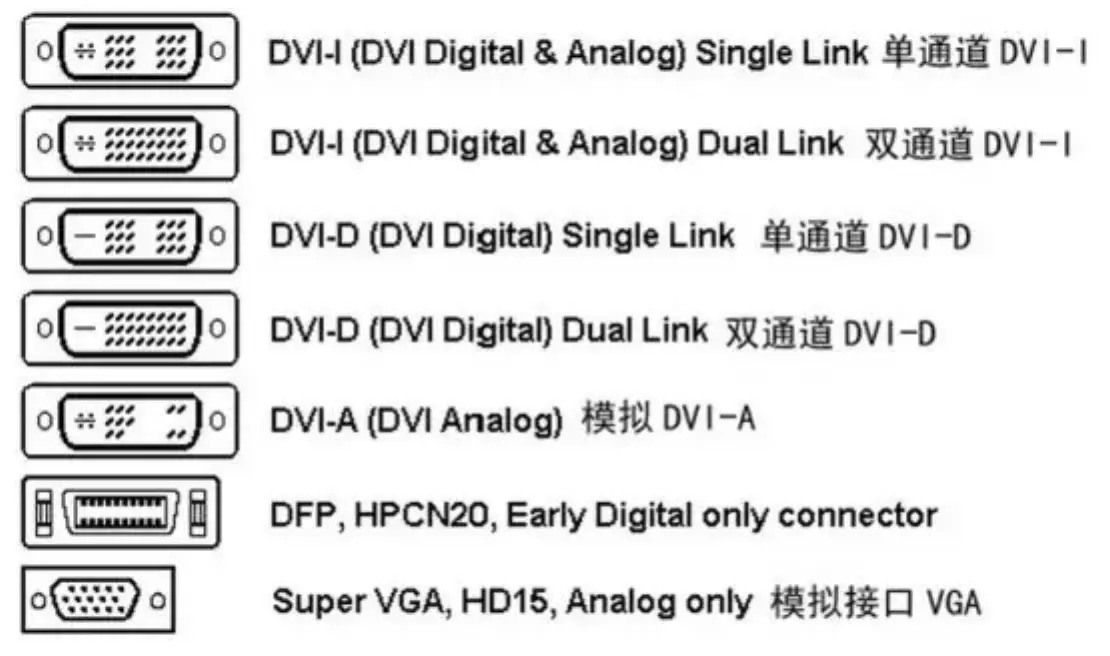 DVI-I (DVI Digital & Analog) Single Link 单通道 DVI-I
DVI-I (DVI Digital & Analog) Dual Link 双通道 DVI-I
DVI-D (DVI Digital) Single Link 单通道 DVI-D
DVI-D (DVI Digital) Dual Link 双通道 DVI-D
DVI-A (DVI Analog) 模拟 DVI-A
DFP, HPCN20, Early Digital only connector
Super VGA, HD15, Analog only 模拟接口 VGA